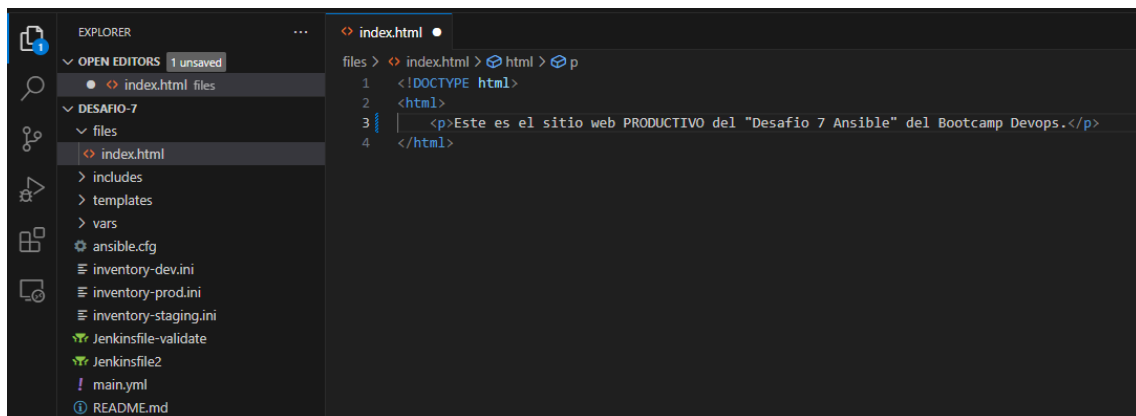 1
EXPLORER
...
OPEN EDITORS 1 unsaved
index.html files
DESAFIO-7
files
index.html
includes
templates
vars
ansible.cfg
inventory-dev.ini
inventory-prod.ini
inventory-staging.ini
Jenkinsfile-validate
Jenkinsfile2
main.yml
README.md
index.html
files > index.html > html > p
1 <!DOCTYPE html>
2 <html>
3 <p>Este es el sitio web PRODUCTIVO del "Desafio 7 Ansible" del Bootcamp Devops.</p>
4 </html>